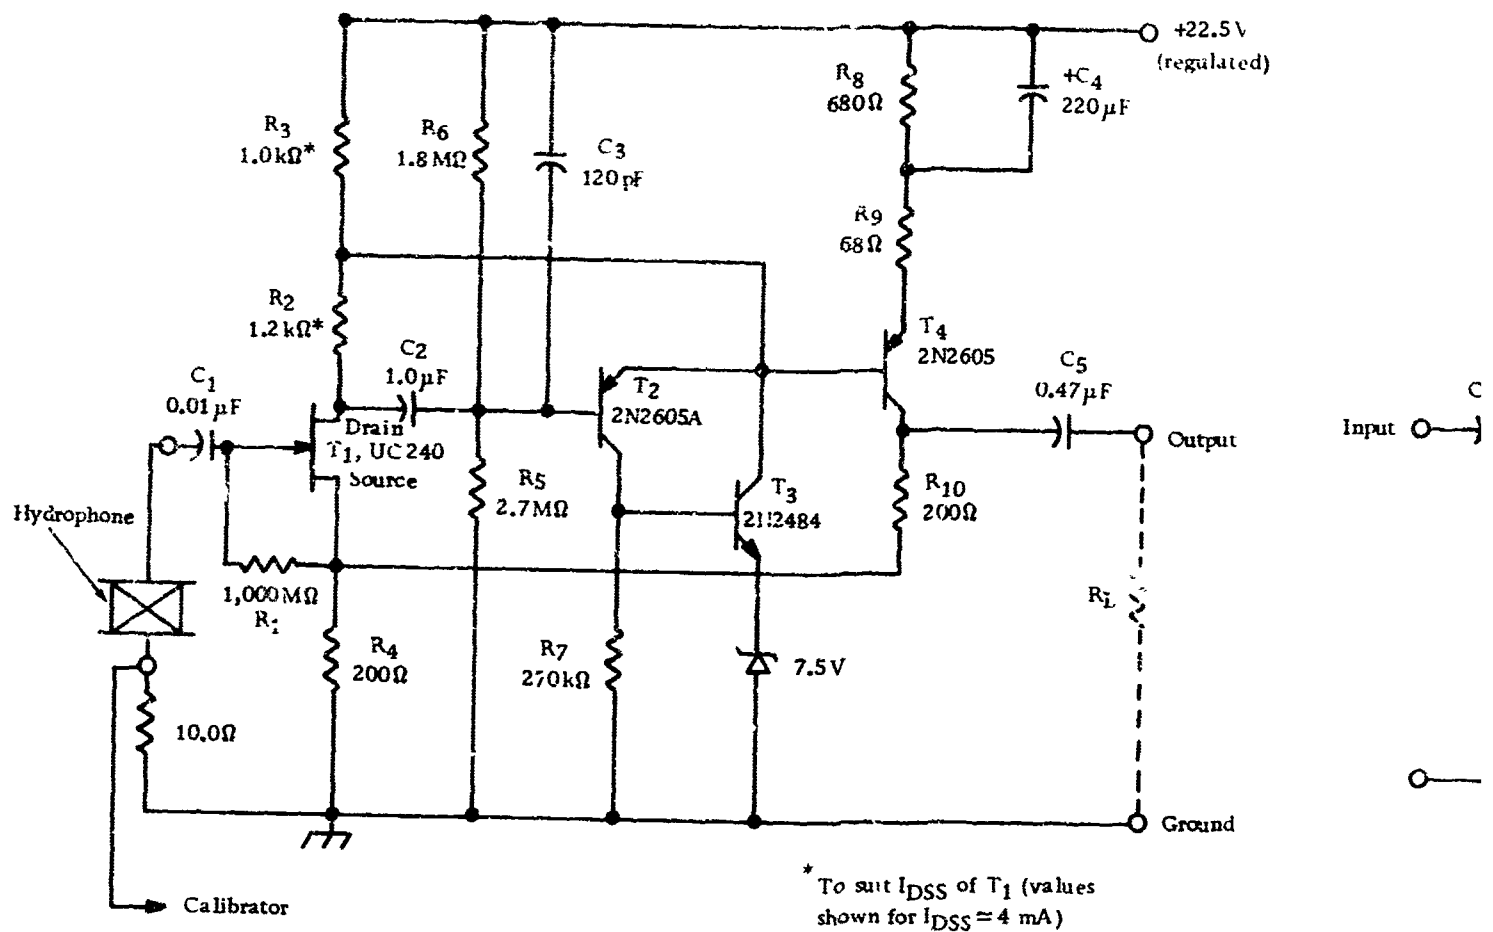 +22.5V
(regulated)
R8
680Ω
+C4
220μF
R3
1.0kΩ*
R6
1.8MΩ
C3
120pF
R9
68Ω
R2
1.2kΩ*
C2
1.0μF
T4
2N2605
C1
0.01μF
T2
2N2605A
C5
0.47μF
Drain
T1, UC240
Source
Output
Input
C
Hydrophone
R5
2.7MΩ
T3
2N2484
R10
200Ω
1,000MΩ
R1
RL
R4
200Ω
R7
270kΩ
7.5V
10.0Ω
Ground
Calibrator
*To suit IDSS of T1 (values
shown for IDSS ≃ 4 mA)